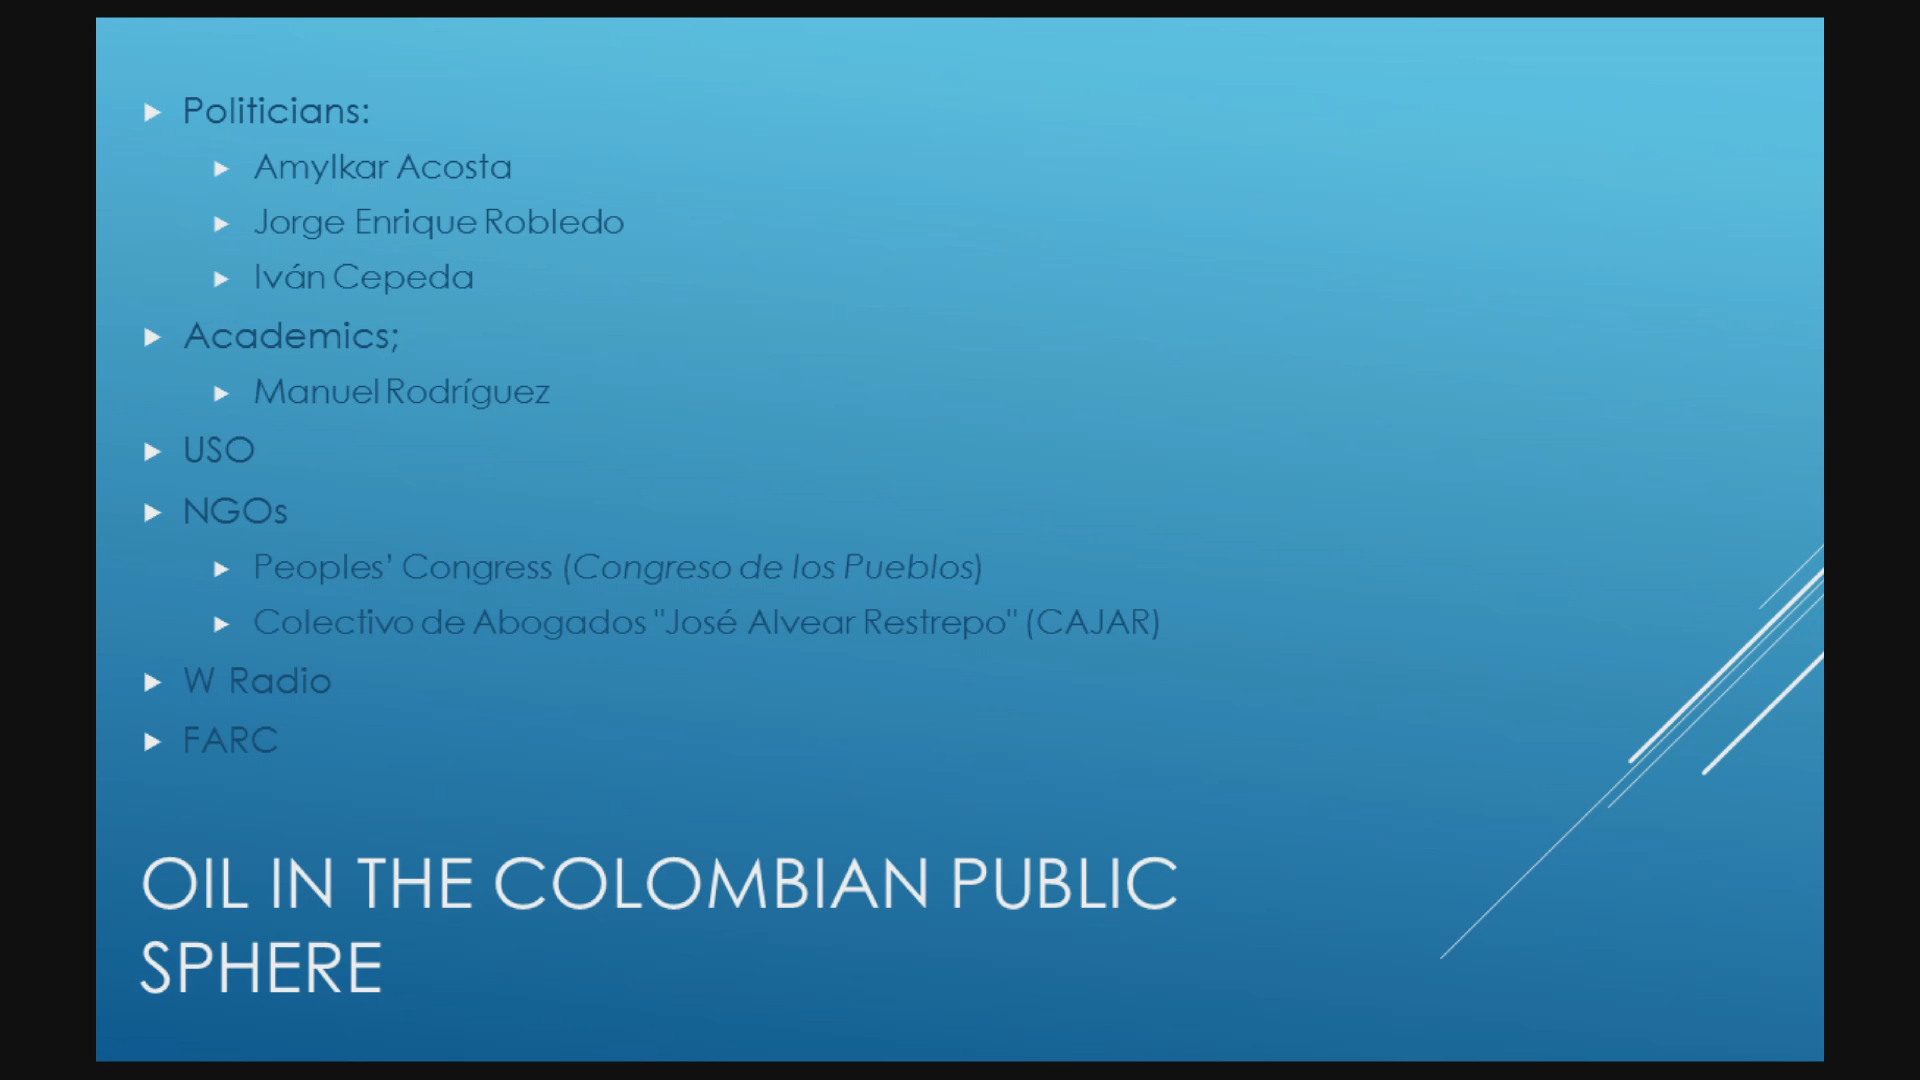 Politicians:
Amylkar Acosta
Jorge Enrique Robledo
Iván Cepeda
Academics;
Manuel Rodríguez
USO
NGOs
Peoples' Congress (Congreso de los Pueblos)
Colectivo de Abogados "José Alvear Restrepo" (CAJAR)
W Radio
FARC
OIL IN THE COLOMBIAN PUBLIC
SPHERE